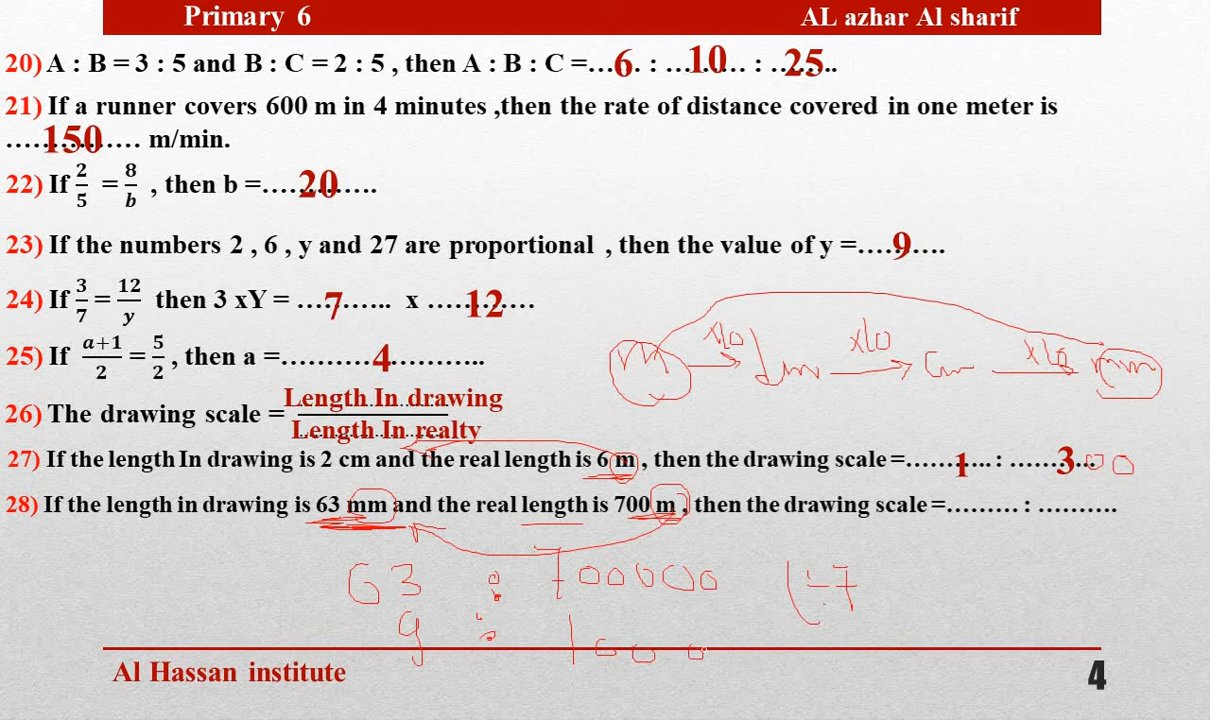 Primary 6 AL azhar Al sharif
20) A : B = 3 : 5 and B : C = 2 : 5 , then A : B : C =…6. : …10… : …25…..
21) If a runner covers 600 m in 4 minutes ,then the rate of distance covered in one meter is
……150…… m/min.
22) If 2/5 = 8/b , then b =……20…….
23) If the numbers 2 , 6 , y and 27 are proportional , then the value of y =….9….
24) If 3/7 = 12/y then 3 xY = …7….. x ….12….
25) If a+1/2 = 5/2 , then a =……….4………..
26) The drawing scale = Length In drawing / Length In realty
m x10 dm x10 cm x10 mm
27) If the length In drawing is 2 cm and the real length is 6 m , then the drawing scale =……1… : ……3…00
28) If the length in drawing is 63 mm and the real length is 700 m , then the drawing scale =……… : ……….
63 : 700000 ÷7
9 : 1000
Al Hassan institute 4